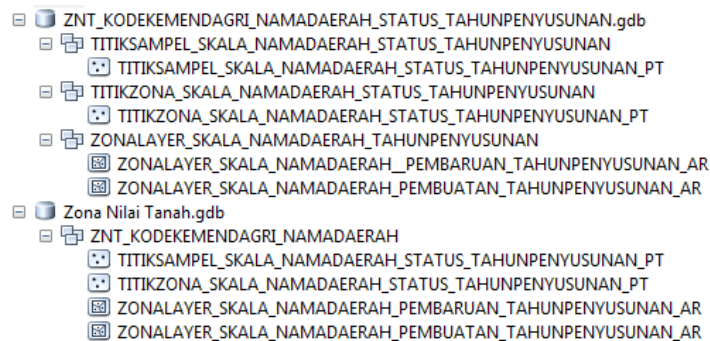 ZNT_KODEKEMENDAGRI_NAMADAERAH_STATUS_TAHUNPENYUSUNAN.gdb
TITIKSAMPEL_SKALA_NAMADAERAH_STATUS_TAHUNPENYUSUNAN
TITIKSAMPEL_SKALA_NAMADAERAH_STATUS_TAHUNPENYUSUNAN_PT
TITIKZONA_SKALA_NAMADAERAH_STATUS_TAHUNPENYUSUNAN
TITIKZONA_SKALA_NAMADAERAH_STATUS_TAHUNPENYUSUNAN_PT
ZONALAYER_SKALA_NAMADAERAH_TAHUNPENYUSUNAN
ZONALAYER_SKALA_NAMADAERAH__PEMBARUAN_TAHUNPENYUSUNAN_AR
ZONALAYER_SKALA_NAMADAERAH_PEMBUATAN_TAHUNPENYUSUNAN_AR
Zona Nilai Tanah.gdb
ZNT_KODEKEMENDAGRI_NAMADAERAH
TITIKSAMPEL_SKALA_NAMADAERAH_STATUS_TAHUNPENYUSUNAN_PT
TITIKZONA_SKALA_NAMADAERAH_STATUS_TAHUNPENYUSUNAN_PT
ZONALAYER_SKALA_NAMADAERAH_PEMBARUAN_TAHUNPENYUSUNAN_AR
ZONALAYER_SKALA_NAMADAERAH_PEMBUATAN_TAHUNPENYUSUNAN_AR